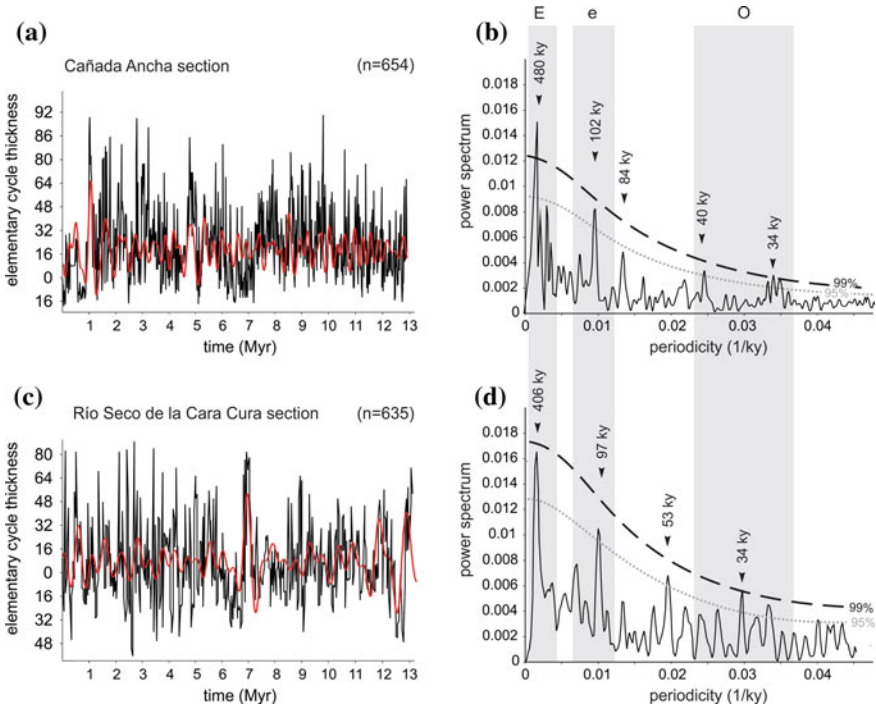 (a)
Cañada Ancha section (n=654)
elementary cycle thickness
92
86
80
64
48
32
16
0
16
1 2 3 4 5 6 7 8 9 10 11 12 13
time (Myr)
E e O
(b)
480 ky
102 ky
84 ky
40 ky
34 ky
power spectrum
0.018
0.016
0.014
0.012
0.010
0.008
0.006
0.004
0.002
0
99%
95%
0.01 0.02 0.03 0.04
periodicity (1/ky)
(c)
Río Seco de la Cara Cura section (n=635)
elementary cycle thickness
80
64
48
32
16
0
16
32
48
1 2 3 4 5 6 7 8 9 10 11 12 13
time (Myr)
(d)
406 ky
97 ky
53 ky
34 ky
power spectrum
0.018
0.016
0.014
0.012
0.010
0.008
0.006
0.004
0.002
0
99%
95%
0 0.01 0.02 0.03 0.04
periodicity (1/ky)